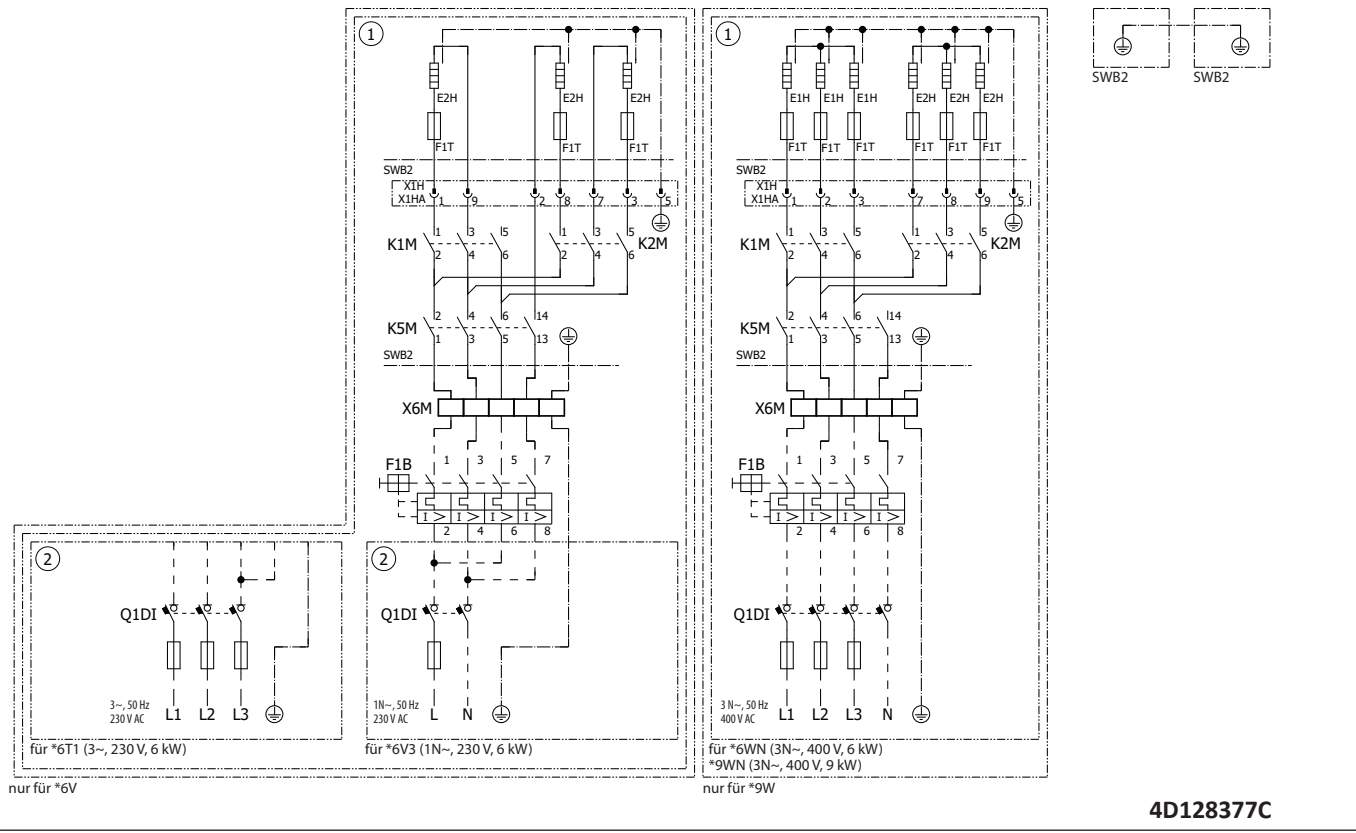 1
1
SWB2 SWB2
E2H E2H E2H
E1H E1H E1H E2H E2H E2H
F1T F1T F1T
F1T F1T F1T F1T F1T F1T
SWB2
SWB2
X1H
X1HA 1 9 2 8 7 3 5
X1H
X1HA 1 2 3 7 8 9 5
K1M 1 3 5 1 3 5 K2M
2 4 6 2 4 6
K1M 1 3 5 1 3 5 K2M
2 4 6 2 4 6
K5M 2 4 6 14
1 3 5 13
K5M 2 4 6 14
1 3 5 13
SWB2
SWB2
X6M
X6M
F1B 1 3 5 7
F1B 1 3 5 7
I > I > I > I >
I > I > I > I >
2 4 6 8
2 4 6 8
2
2
Q1DI
Q1DI
Q1DI
3~, 50 Hz
230 V AC L1 L2 L3
1N~, 50 Hz
230 V AC L N
3 N~, 50 Hz
400 V AC L1 L2 L3 N
für *6T1 (3~, 230 V, 6 kW)
für *6V3 (1N~, 230 V, 6 kW)
für *6WN (3N~, 400 V, 6 kW)
*9WN (3N~, 400 V, 9 kW)
nur für *6V
nur für *9W
4D128377C